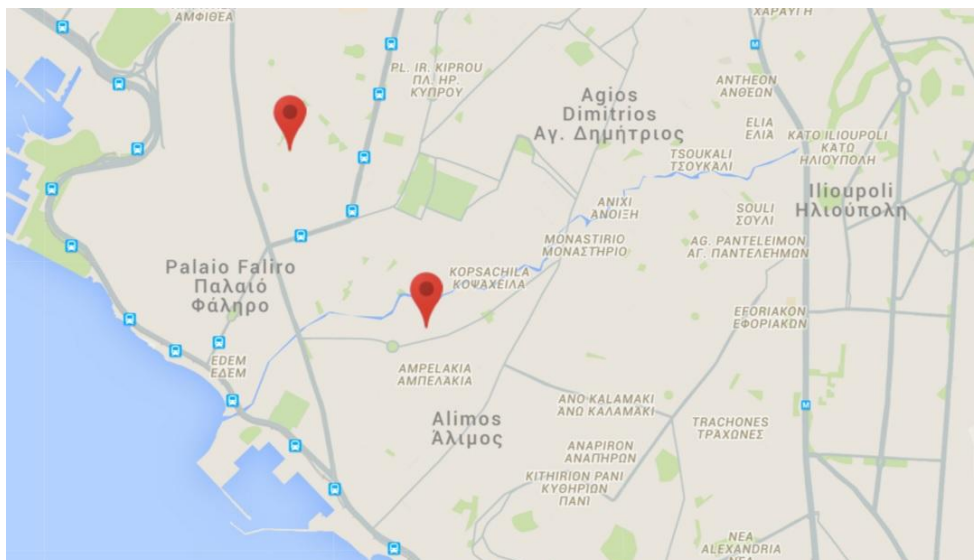 ΑΜΦΙΘΕΑ
ΧΑΡΑΥΓΗ
PL. IR. KIPROU
ΠΛ. ΗΡ.
ΚΥΠΡΟΥ
M
ANTHEON
ΑΝΘΕΩΝ
Agios
Dimitrios
Αγ. Δημήτριος
ELIA
ΕΛΙΑ
KATO ILIOUPOLI
ΚΑΤΩ
ΗΛΙΟΥΠΟΛΗ
TSOUKALI
ΤΣΟΥΚΑΛΙ
Ilioupoli
Ηλιούπολη
ANIXI
ΑΝΟΙΞΗ
SOULI
ΣΟΥΛΙ
MONASTIRIO
ΜΟΝΑΣΤΗΡΙΟ
AG. PANTELEIMON
ΑΓ. ΠΑΝΤΕΛΕΗΜΩΝ
Palaio Faliro
Παλαιό
Φάληρο
KOPSACHILA
ΚΟΨΑΧΕΙΛΑ
EFORIAKON
ΕΦΟΡΙΑΚΩΝ
EDEM
ΕΔΕΜ
AMPELAKIA
ΑΜΠΕΛΑΚΙΑ
ANO KALAMAKI
ΑΝΩ ΚΑΛΑΜΑΚΙ
M
Alimos
Άλιμος
TRACHONES
ΤΡΑΧΩΝΕΣ
ANAPIRON
ΑΝΑΠΗΡΩΝ
KITHIRION PANI
ΚΥΘΗΡΙΩΝ
ΠΑΝΙ
NEA
ALEXANDRIA
ΝΕΑ